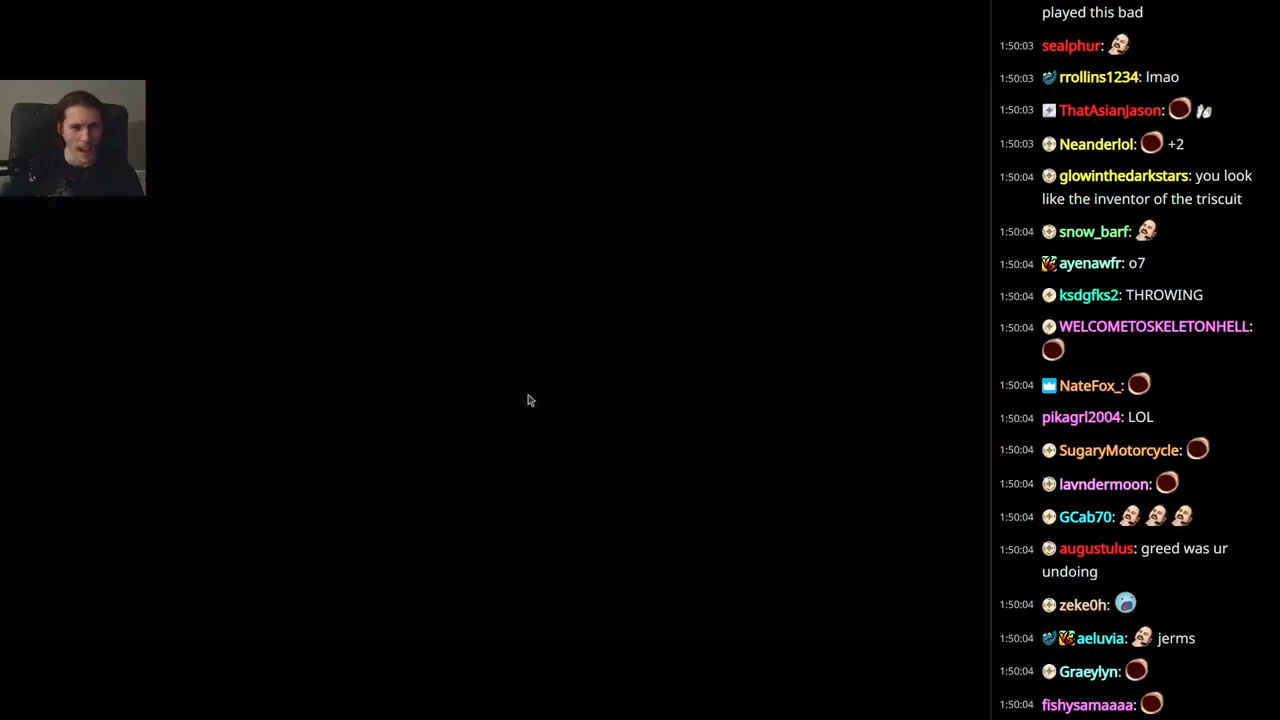 played this bad
1:50:03 sealphur:
1:50:03 rrollins1234: lmao
1:50:03 ThatAsianJason:
1:50:03 Neanderlol: +2
1:50:04 glowinthedarkstars: you look
like the inventor of the triscuit
1:50:04 snow_barf:
1:50:04 ayenawfr: o7
1:50:04 ksdgfks2: THROWING
1:50:04 WELCOMETOSKELETONHELL:
1:50:04 NateFox_:
1:50:04 pikagrl2004: LOL
1:50:04 SugaryMotorcycle:
1:50:04 lavndermoon:
1:50:04 GCab70:
1:50:04 augustulus: greed was ur
undoing
1:50:04 zeke0h:
1:50:04 aeluvia: jerms
1:50:04 Graeylyn:
1:50:04 fishysamaaaa: